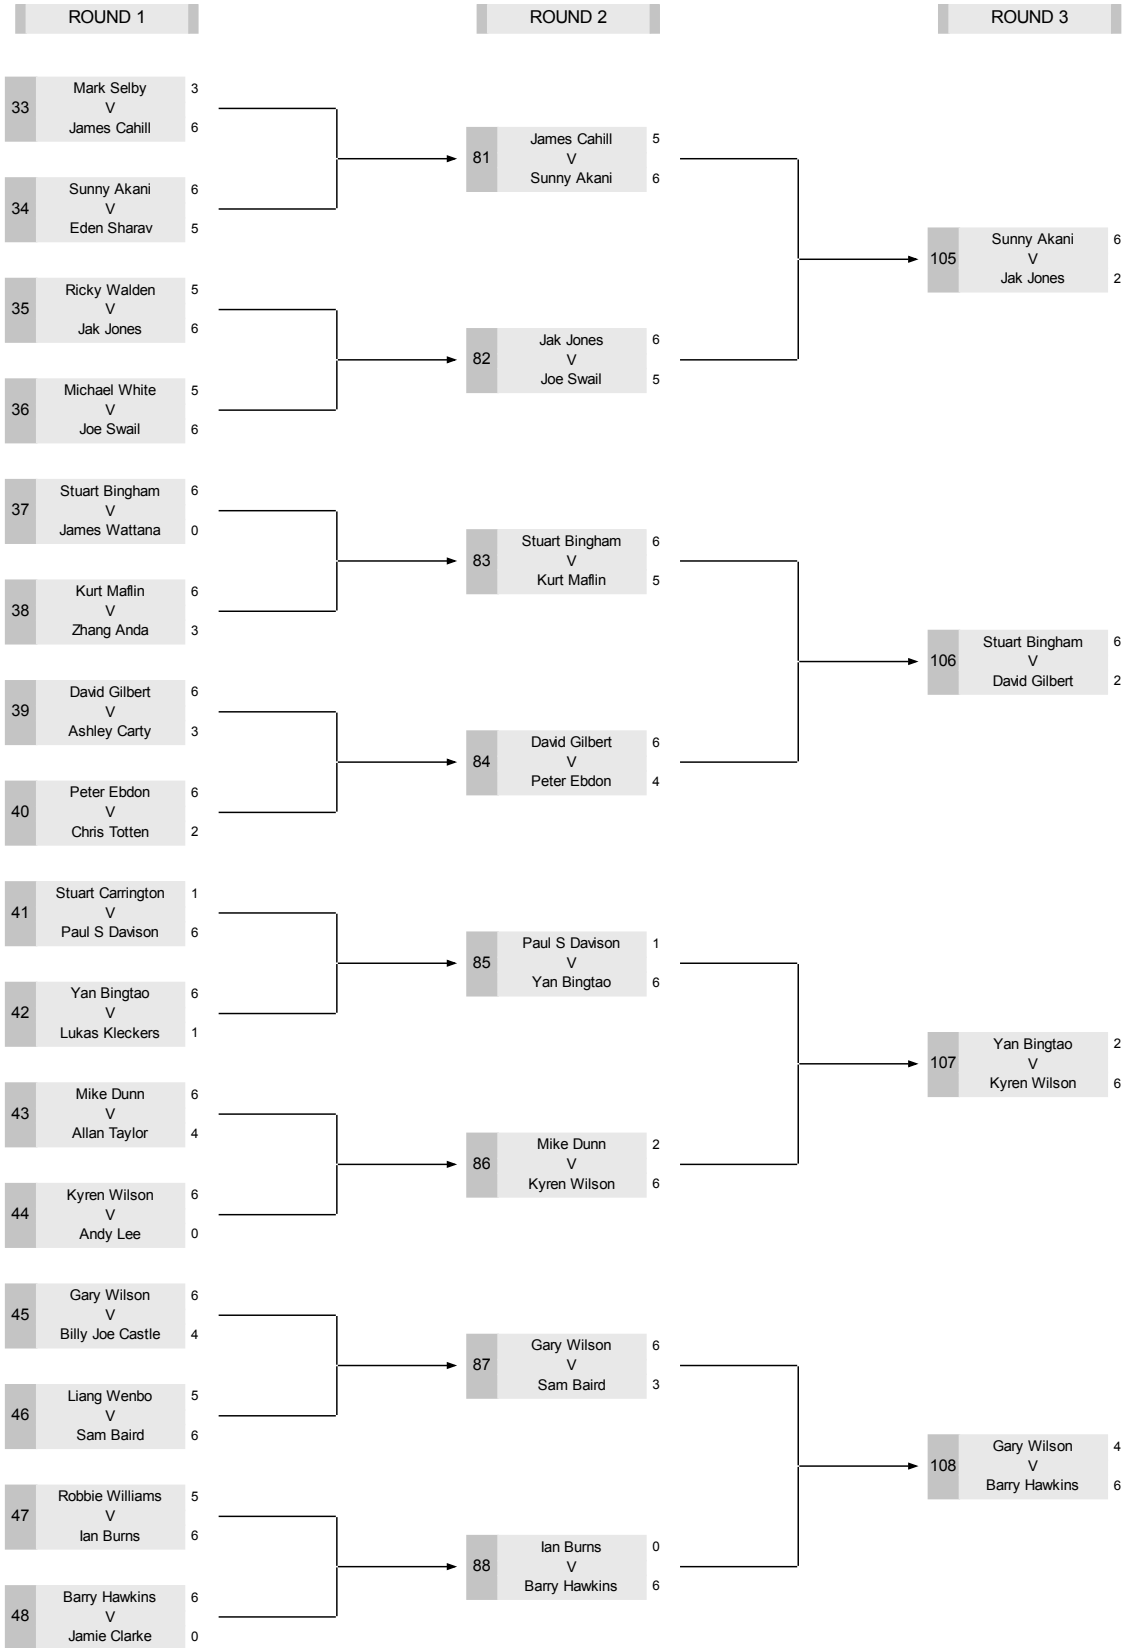 ROUND 1
ROUND 2
ROUND 3
33
Mark Selby 3
V
James Cahill 6
34
Sunny Akani 6
V
Eden Sharav 5
35
Ricky Walden 5
V
Jak Jones 6
36
Michael White 5
V
Joe Swail 6
37
Stuart Bingham 6
V
James Wattana 0
38
Kurt Maflin 6
V
Zhang Anda 3
39
David Gilbert 6
V
Ashley Carty 3
40
Peter Ebdon 6
V
Chris Totten 2
41
Stuart Carrington 1
V
Paul S Davison 6
42
Yan Bingtao 6
V
Lukas Kleckers 1
43
Mike Dunn 6
V
Allan Taylor 4
44
Kyren Wilson 6
V
Andy Lee 0
45
Gary Wilson 6
V
Billy Joe Castle 4
46
Liang Wenbo 5
V
Sam Baird 6
47
Robbie Williams 5
V
Ian Burns 6
48
Barry Hawkins 6
V
Jamie Clarke 0
81
James Cahill 5
V
Sunny Akani 6
82
Jak Jones 6
V
Joe Swail 5
83
Stuart Bingham 6
V
Kurt Maflin 5
84
David Gilbert 6
V
Peter Ebdon 4
85
Paul S Davison 1
V
Yan Bingtao 6
86
Mike Dunn 2
V
Kyren Wilson 6
87
Gary Wilson 6
V
Sam Baird 3
88
Ian Burns 0
V
Barry Hawkins 6
105
Sunny Akani 6
V
Jak Jones 2
106
Stuart Bingham 6
V
David Gilbert 2
107
Yan Bingtao 2
V
Kyren Wilson 6
108
Gary Wilson 4
V
Barry Hawkins 6